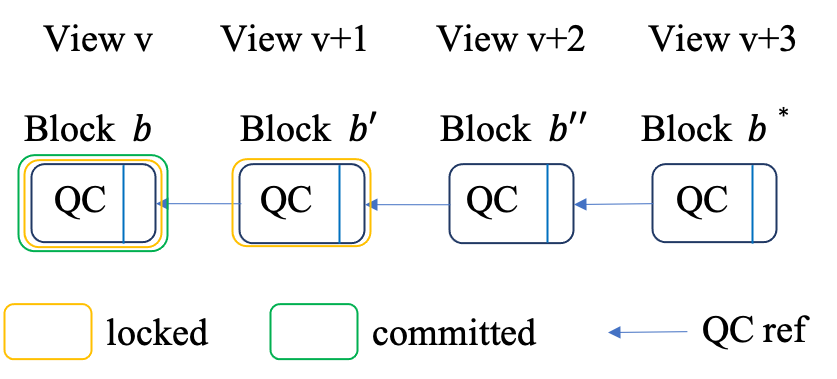 View v View v+1 View v+2 View v+3
Block b Block b′ Block b′′ Block b*
QC QC QC QC
locked committed QC ref